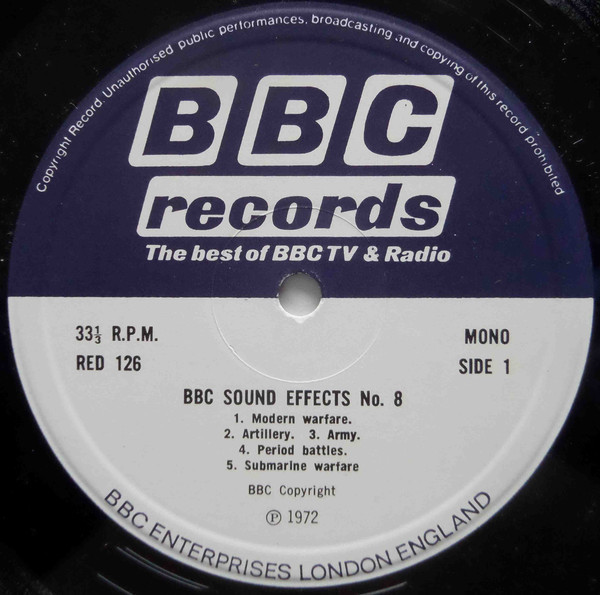 Copyright Record. Unauthorised public performances, broadcasting and copying of this record prohibited
BBC
records
The best of BBC TV & Radio
33⅓ R.P.M.
MONO
RED 126
SIDE 1
BBC SOUND EFFECTS No. 8
1. Modern warfare.
2. Artillery. 3. Army.
4. Period battles.
5. Submarine warfare
BBC Copyright
Ⓟ 1972
BBC ENTERPRISES LONDON ENGLAND